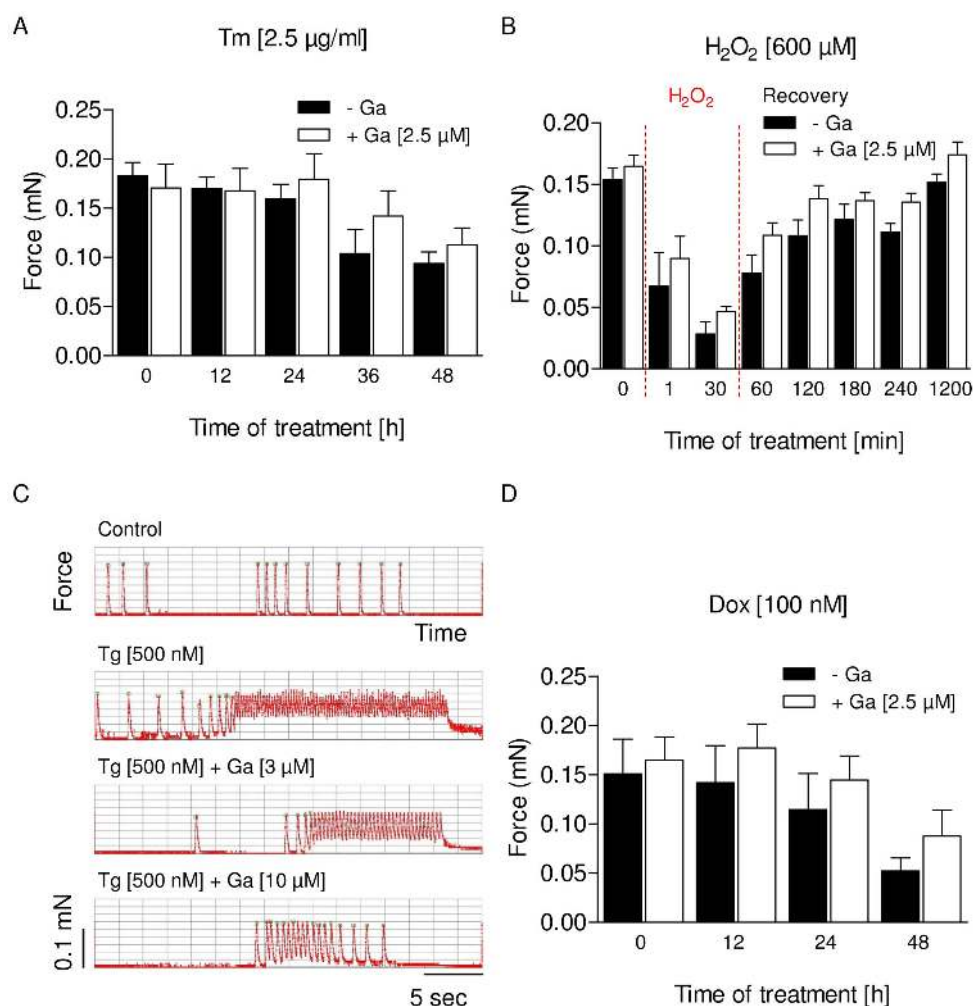 A
Tm [2.5 µg/ml]
- Ga
+ Ga [2.5 µM]
Force (mN)
0.25
0.20
0.15
0.10
0.05
0.00
0 12 24 36 48
Time of treatment [h]
B
H₂O₂ [600 µM]
H₂O₂
Recovery
- Ga
+ Ga [2.5 µM]
Force (mN)
0.20
0.15
0.10
0.05
0.00
0 1 30 60 120 180 240 1200
Time of treatment [min]
C
Control
Force
Time
Tg [500 nM]
Tg [500 nM] + Ga [3 µM]
Tg [500 nM] + Ga [10 µM]
0.1 mN
5 sec
D
Dox [100 nM]
- Ga
+ Ga [2.5 µM]
Force (mN)
0.25
0.20
0.15
0.10
0.05
0.00
0 12 24 48
Time of treatment [h]